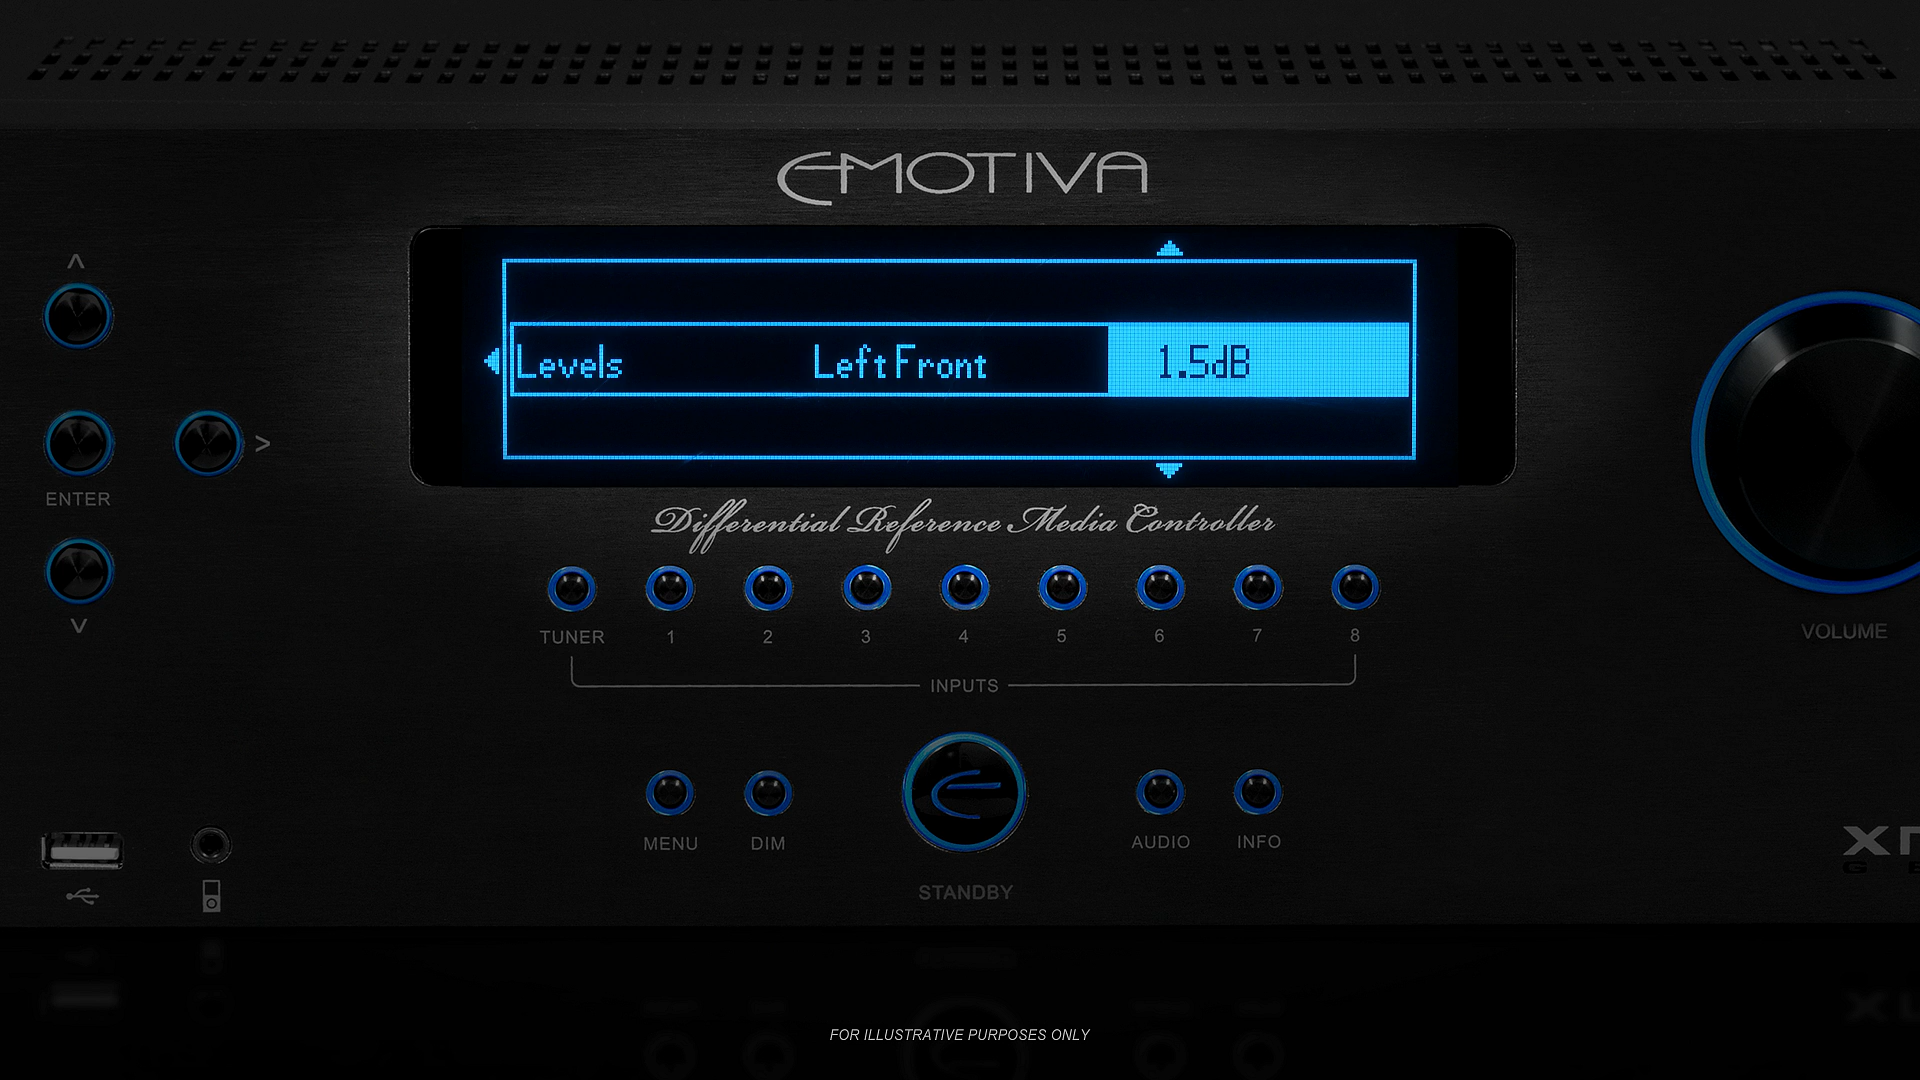 EMOTIVA
Levels Left Front 1.5dB
Differential Reference Media Controller
ENTER
TUNER 1 2 3 4 5 6 7 8
INPUTS
VOLUME
MENU DIM AUDIO INFO
STANDBY
FOR ILLUSTRATIVE PURPOSES ONLY